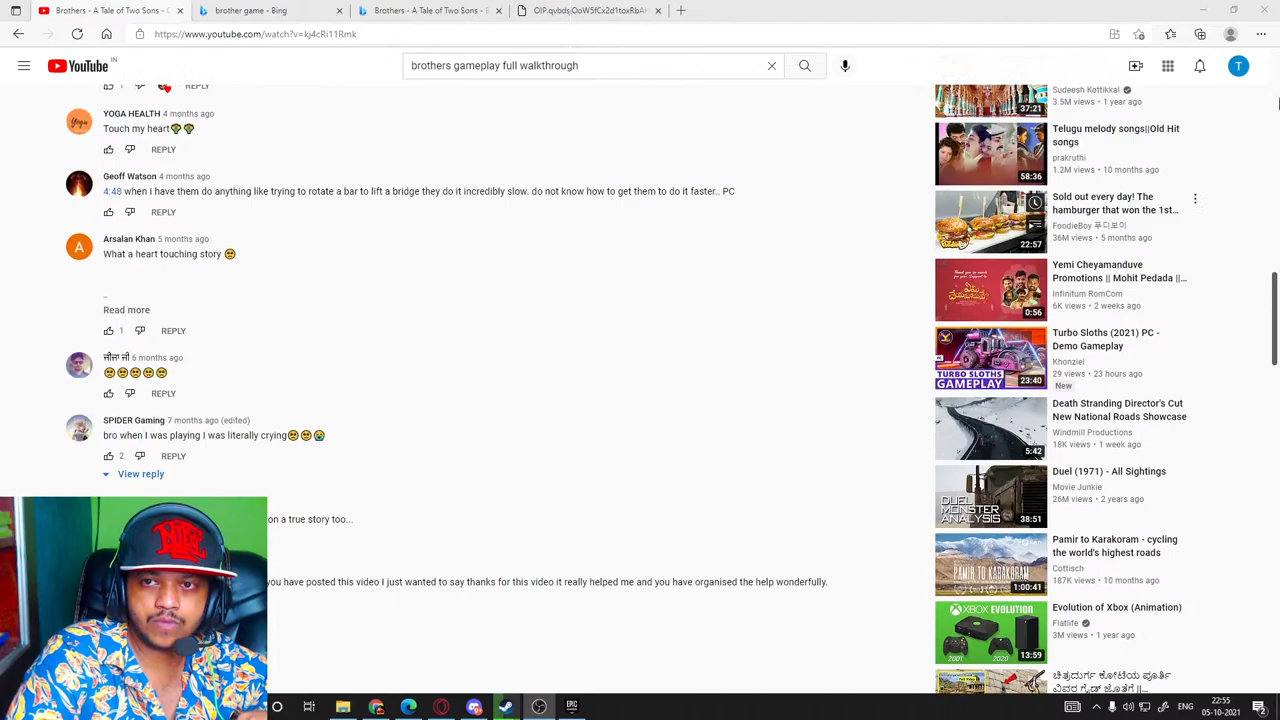 Brothers - A Tale of Two Sons - G
brother game - Bing
Brothers - A Tale of Two Sons - B
https://www.youtube.com/watch?v=kj4cRi11Rmk
YouTube IN
brothers gameplay full walkthrough
T
1
REPLY
YOGA HEALTH 4 months ago
Touch my heart
REPLY
Geoff Watson 4 months ago
4:48 when I have them do anything like trying to rotate a bar to lift a bridge they do it incredibly slow. do not know how to get them to do it faster.. PC
REPLY
A
Arsalan Khan 5 months ago
What a heart touching story
..
Read more
1 REPLY
6 months ago
REPLY
SPIDER Gaming 7 months ago (edited)
bro when I was playing I was literally crying
2 REPLY
View reply
on a true story too...
you have posted this video I just wanted to say thanks for this video it really helped me and you have organised the help wonderfully.
Sudeesh Kottikkal
3.5M views • 1 year ago
37:21
Telugu melody songs||Old Hit
songs
prakruthi
1.2M views • 10 months ago
58:36
Sold out every day! The
hamburger that won the 1st...
FoodieBoy 푸디보이
36M views • 5 months ago
22:57
Yemi Cheyamanduve
Promotions || Mohit Pedada ||...
Infinitum RomCom
6K views • 2 weeks ago
0:56
Turbo Sloths (2021) PC -
Demo Gameplay
Khonziel
29 views • 23 hours ago
New
TURBO SLOTHS
GAMEPLAY
23:40
Death Stranding Director's Cut
New National Roads Showcase
Windmill Productions
18K views • 1 week ago
5:42
Duel (1971) - All Sightings
Movie Junkie
26M views • 2 years ago
DUEL
MONSTER
ANALYSIS
38:51
Pamir to Karakoram - cycling
the world's highest roads
Cottisch
187K views • 10 months ago
PAMIR TO KARAKORAM
1:00:41
Evolution of Xbox (Animation)
Flatlife
3M views • 1 year ago
XBOX EVOLUTION
2001 2020
13:59
EPIC
22:55
05-10-2021